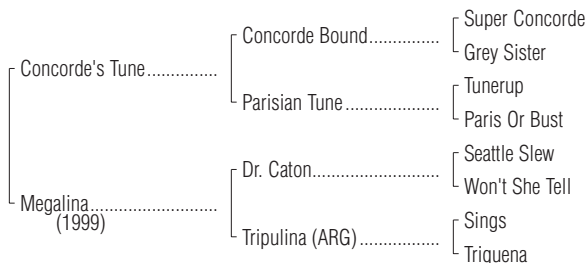 Super Concorde
Concorde Bound...............
Grey Sister
Concorde's Tune...............
Tunerup
Parisian Tune....................
Paris Or Bust
Seattle Slew
Dr. Caton...........................
Won't She Tell
Megalina...........................
(1999)
Sings
Tripulina (ARG).................
Triguena